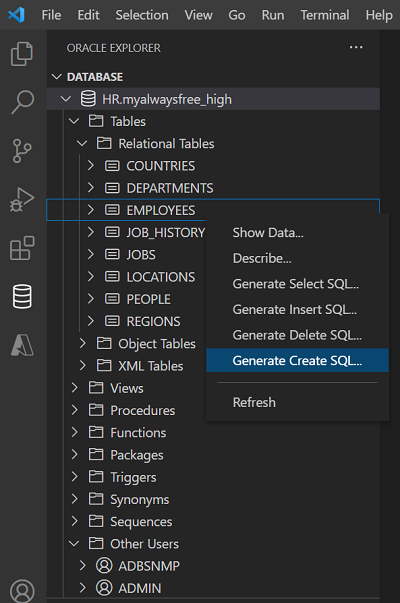 File Edit Selection View Go Run Terminal Help
ORACLE EXPLORER ...
DATABASE
HR.myalwaysfree_high
Tables
Relational Tables
COUNTRIES
DEPARTMENTS
EMPLOYEES
JOB_HISTORY
JOBS
LOCATIONS
PEOPLE
REGIONS
Object Tables
XML Tables
Views
Procedures
Functions
Packages
Triggers
Synonyms
Sequences
Other Users
ADBSNMP
ADMIN
Show Data...
Describe...
Generate Select SQL...
Generate Insert SQL...
Generate Delete SQL...
Generate Create SQL...
Refresh